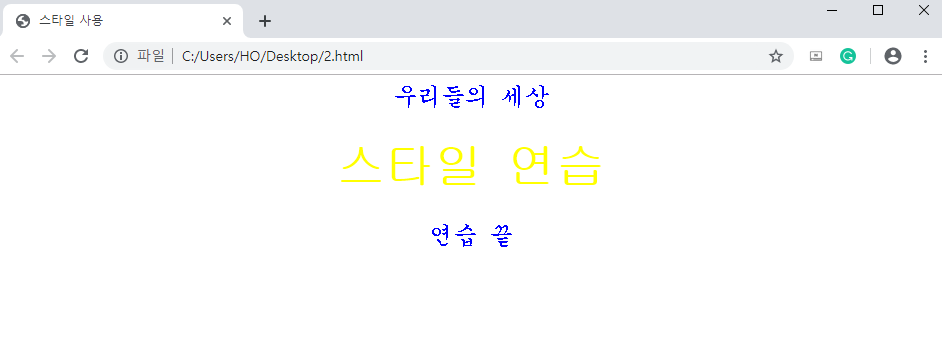 스타일 사용
파일 C:/Users/HO/Desktop/2.html
우리들의 세상
스타일 연습
연습 끝